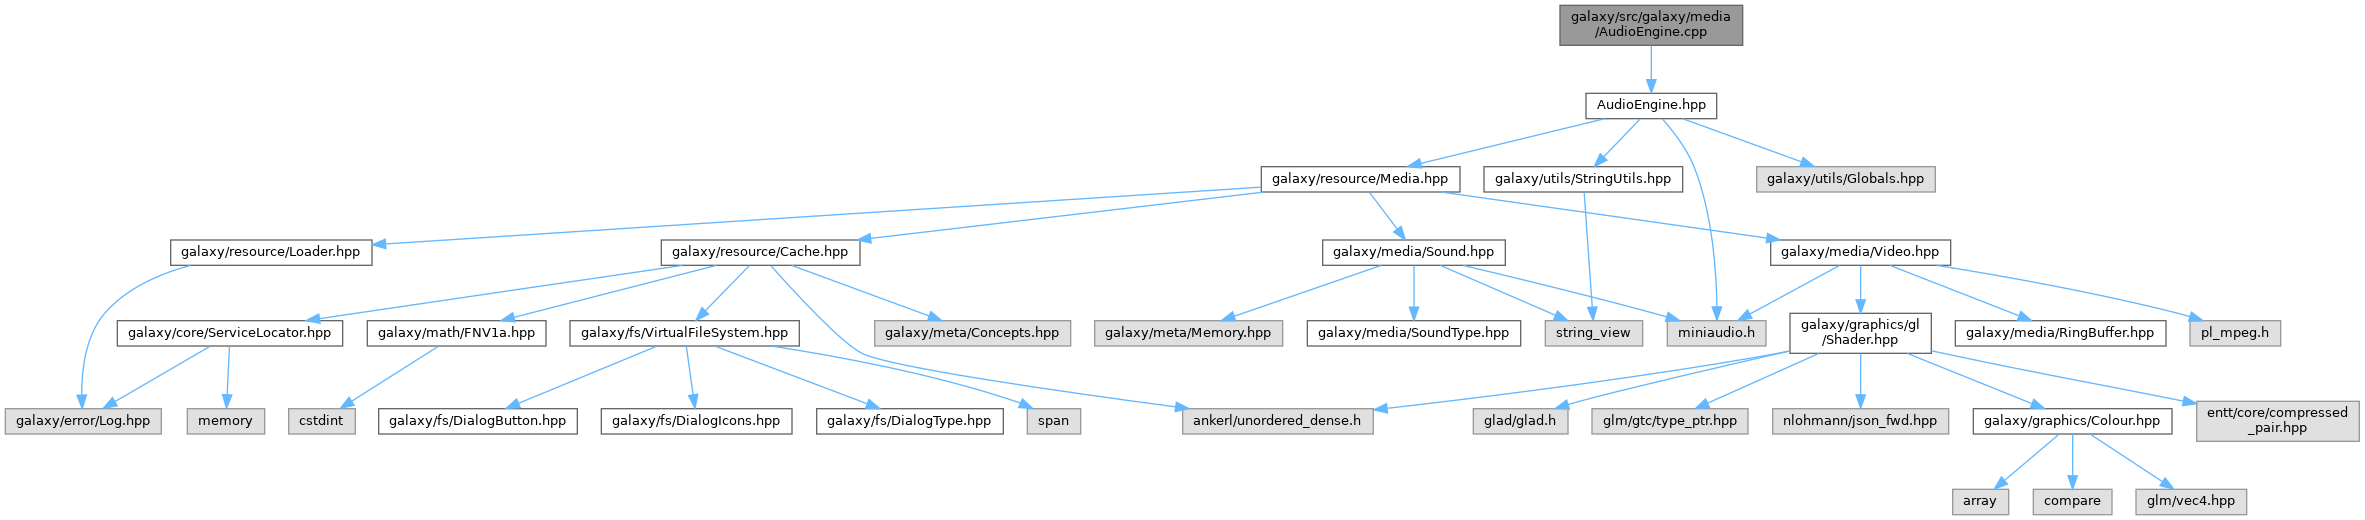 galaxy/src/galaxy/media
/AudioEngine.cpp
AudioEngine.hpp
galaxy/resource/Media.hpp
galaxy/utils/StringUtils.hpp
galaxy/utils/Globals.hpp
galaxy/resource/Loader.hpp
galaxy/resource/Cache.hpp
galaxy/media/Sound.hpp
galaxy/media/Video.hpp
galaxy/core/ServiceLocator.hpp
galaxy/math/FNV1a.hpp
galaxy/fs/VirtualFileSystem.hpp
galaxy/meta/Concepts.hpp
galaxy/meta/Memory.hpp
galaxy/media/SoundType.hpp
string_view
miniaudio.h
galaxy/graphics/gl
/Shader.hpp
galaxy/media/RingBuffer.hpp
pl_mpeg.h
galaxy/error/Log.hpp
memory
cstdint
galaxy/fs/DialogButton.hpp
galaxy/fs/DialogIcons.hpp
galaxy/fs/DialogType.hpp
span
ankerl/unordered_dense.h
glad/glad.h
glm/gtc/type_ptr.hpp
nlohmann/json_fwd.hpp
galaxy/graphics/Colour.hpp
entt/core/compressed
_pair.hpp
array
compare
glm/vec4.hpp